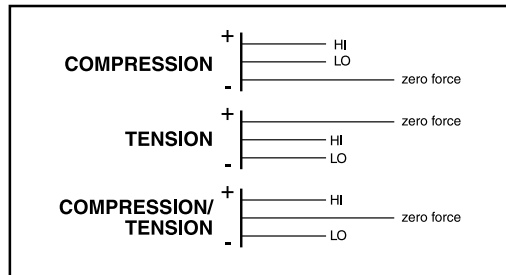 +
HI
COMPRESSION
LO
-
zero force
+
zero force
TENSION
HI
-
LO
+
HI
COMPRESSION/
TENSION
zero force
-
LO